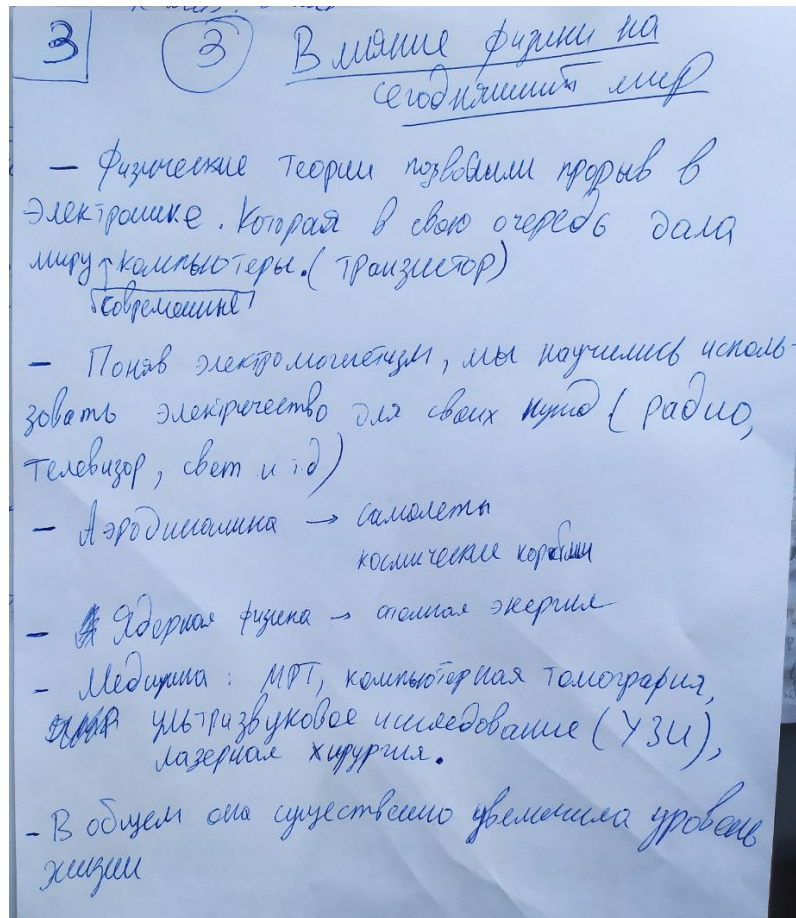 3 3 Влияние физики на
сегодняшний мир
— Физические теории позволили прорыв в
электронике. Которая в свою очередь дала
миру компьютеры. (транзистор)
современные
— Поняв электромагнетизм, мы научились исполь-
зовать электричество для своих нужд (радио,
телевизор, свет и т.д)
— Аэродинамика → самолеты
космические корабли
— Ядерная физика → атомная энергия
— Медицина: МРТ, компьютерная томография,
ультразвуковое исследование (УЗИ),
лазерная хирургия.
- В общем она существенно увеличила уровень
жизни